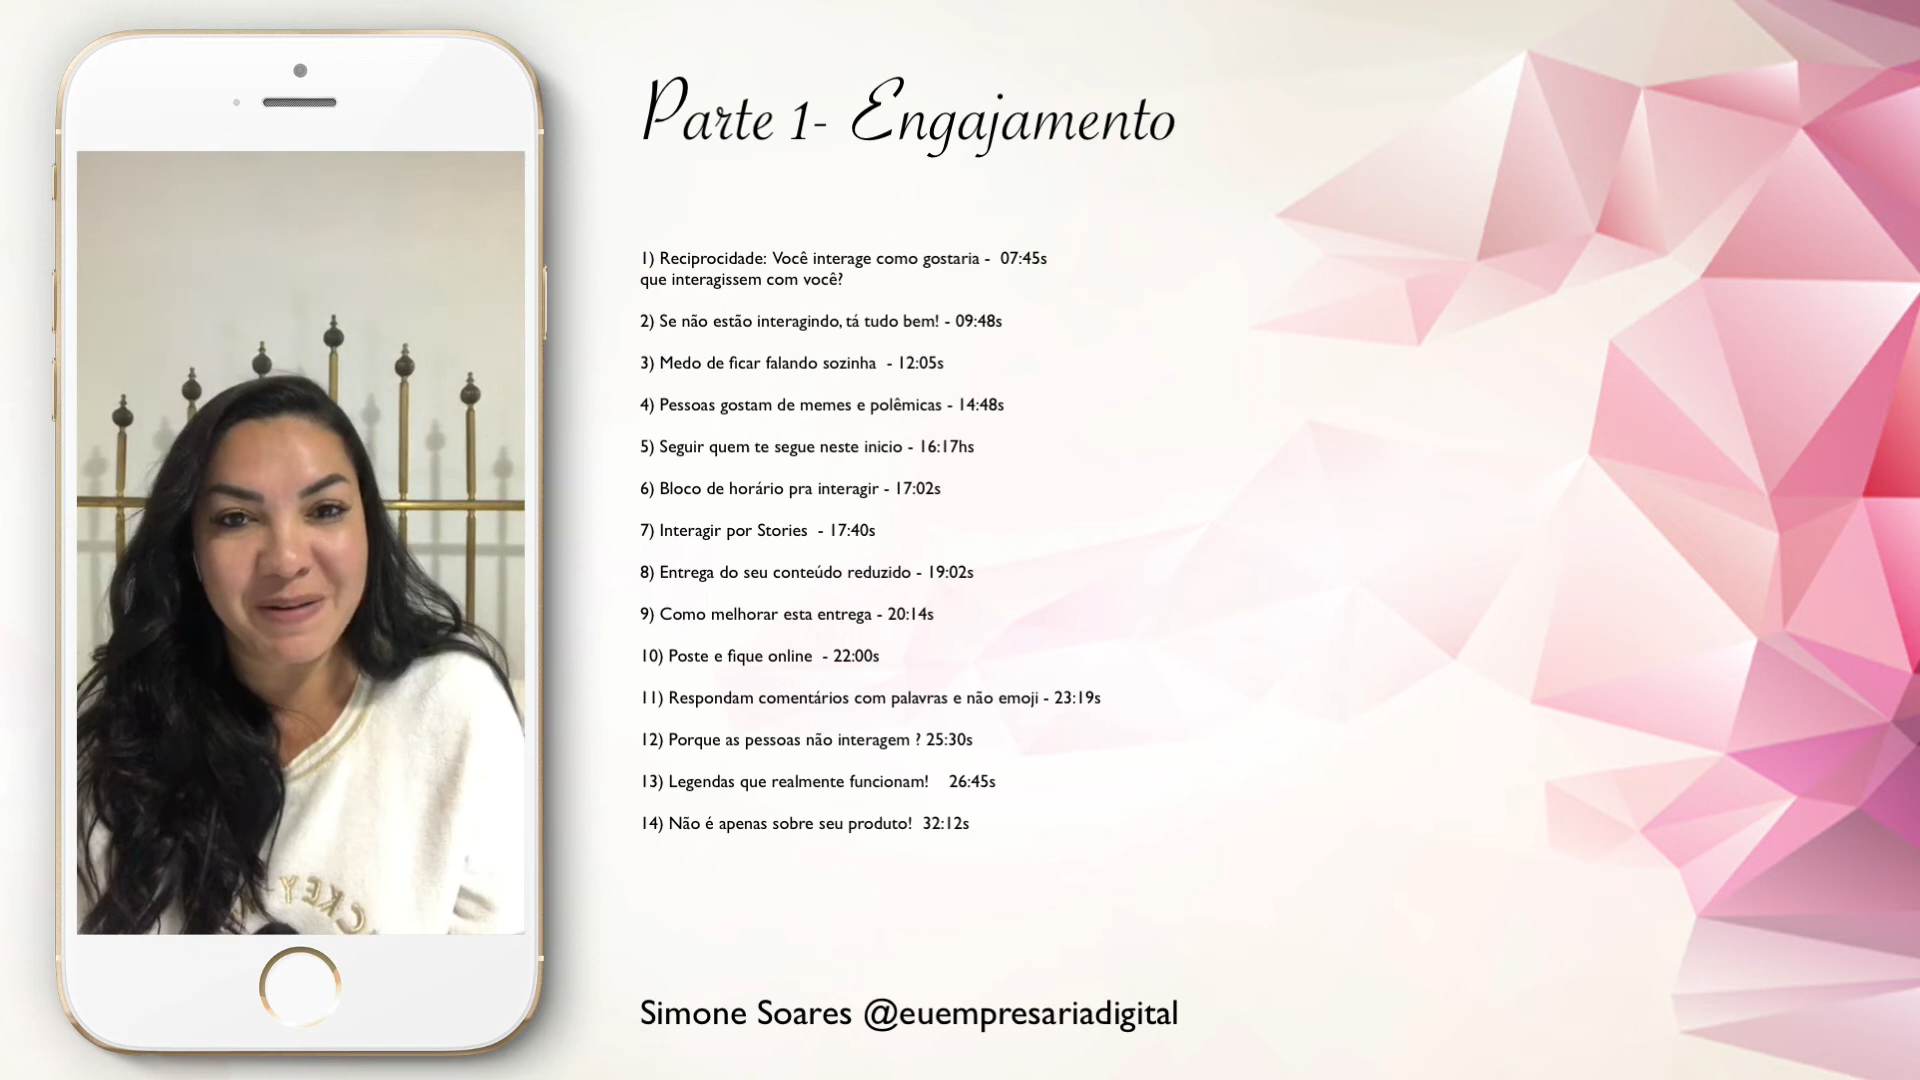 Parte 1- Engajamento
1) Reciprocidade: Você interage como gostaria - 07:45s
que interagissem com você?
2) Se não estão interagindo, tá tudo bem! - 09:48s
3) Medo de ficar falando sozinha - 12:05s
4) Pessoas gostam de memes e polêmicas - 14:48s
5) Seguir quem te segue neste inicio - 16:17hs
6) Bloco de horário pra interagir - 17:02s
7) Interagir por Stories - 17:40s
8) Entrega do seu conteúdo reduzido - 19:02s
9) Como melhorar esta entrega - 20:14s
10) Poste e fique online - 22:00s
11) Respondam comentários com palavras e não emoji - 23:19s
12) Porque as pessoas não interagem ? 25:30s
13) Legendas que realmente funcionam! 26:45s
14) Não é apenas sobre seu produto! 32:12s
Simone Soares @euempresariadigital